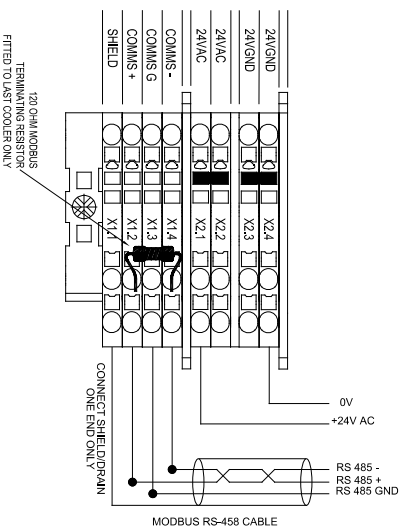 SHIELD
COMMS +
COMMS G
COMMS -
24VAC
24VAC
24VGND
24VGND
120 OHM MODBUS
TERMINATING RESISTOR
FITTED TO LAST COOLER ONLY
X1.1
X1.2
X1.3
X1.4
X2.1
X2.2
X2.3
X2.4
CONNECT SHIELD/DRAIN
ONE END ONLY
0V
+24V AC
RS 485 -
RS 485 +
RS 485 GND
MODBUS RS-458 CABLE